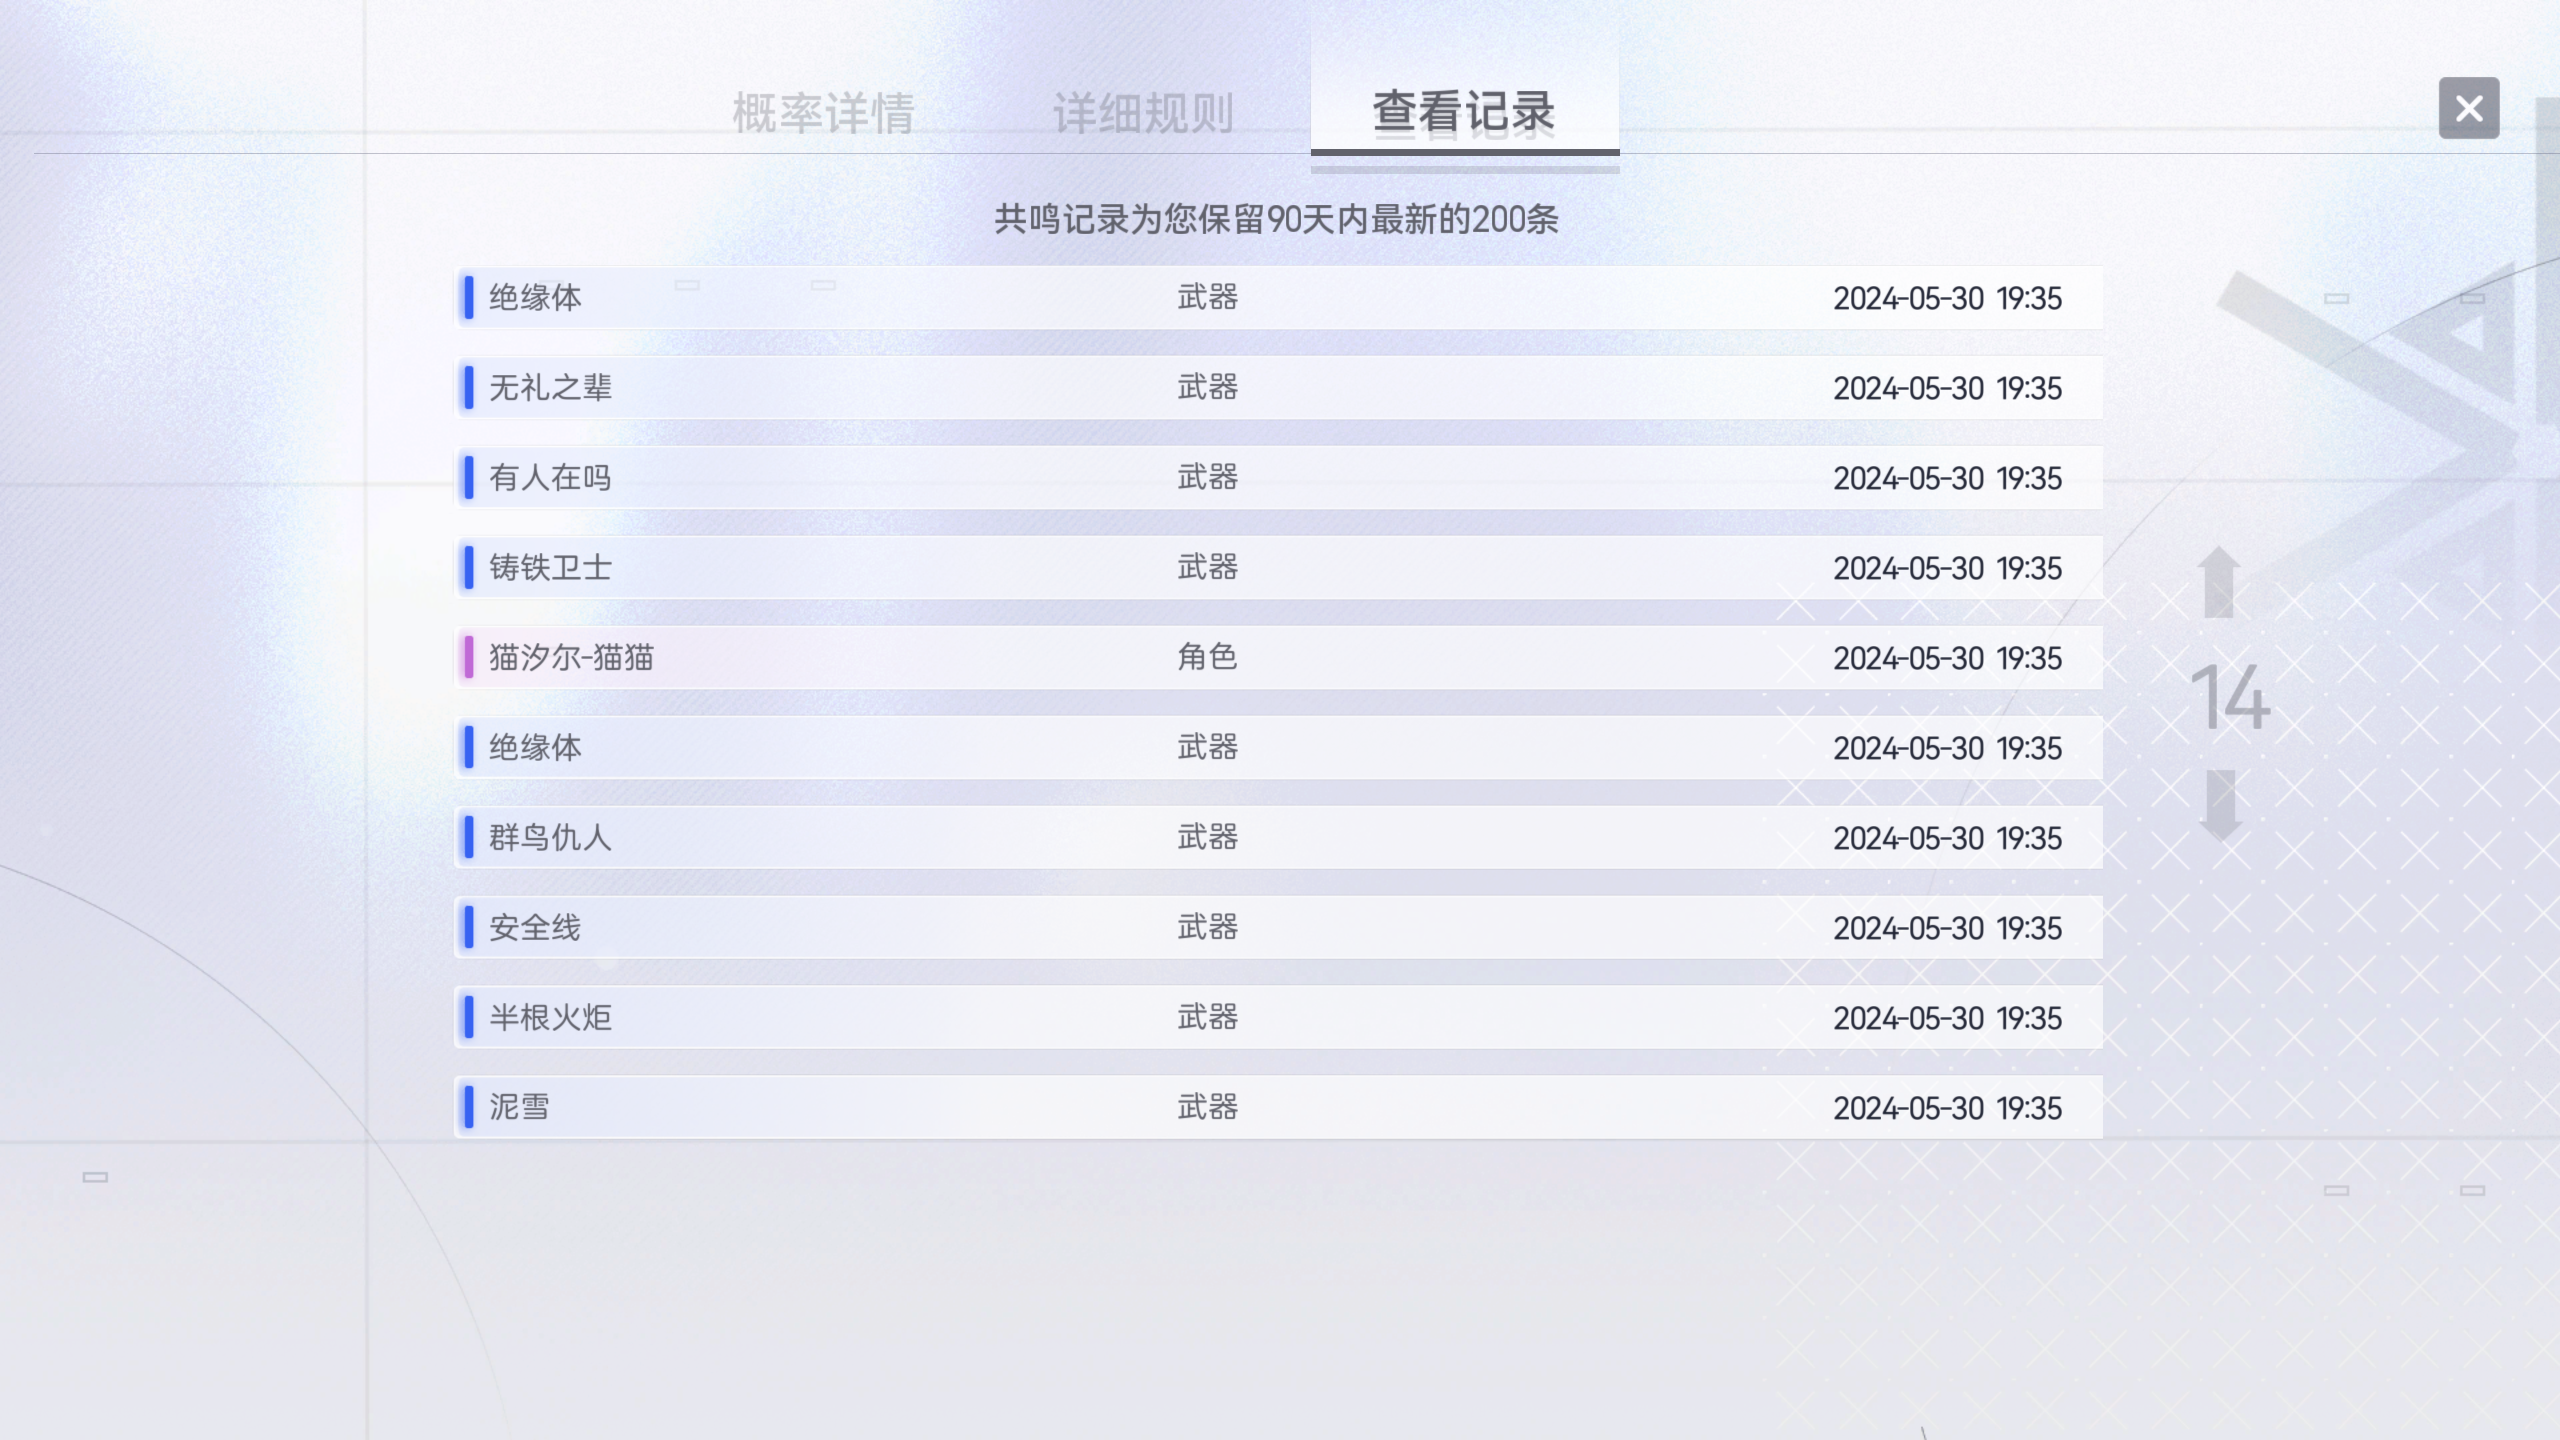 概率详情 详细规则 查看记录
共鸣记录为您保留90天内最新的200条
绝缘体 武器 2024-05-30 19:35
无礼之辈 武器 2024-05-30 19:35
有人在吗 武器 2024-05-30 19:35
铸铁卫士 武器 2024-05-30 19:35
猫汐尔-猫猫 角色 2024-05-30 19:35
绝缘体 武器 2024-05-30 19:35
群鸟仇人 武器 2024-05-30 19:35
安全线 武器 2024-05-30 19:35
半根火炬 武器 2024-05-30 19:35
泥雪 武器 2024-05-30 19:35
14